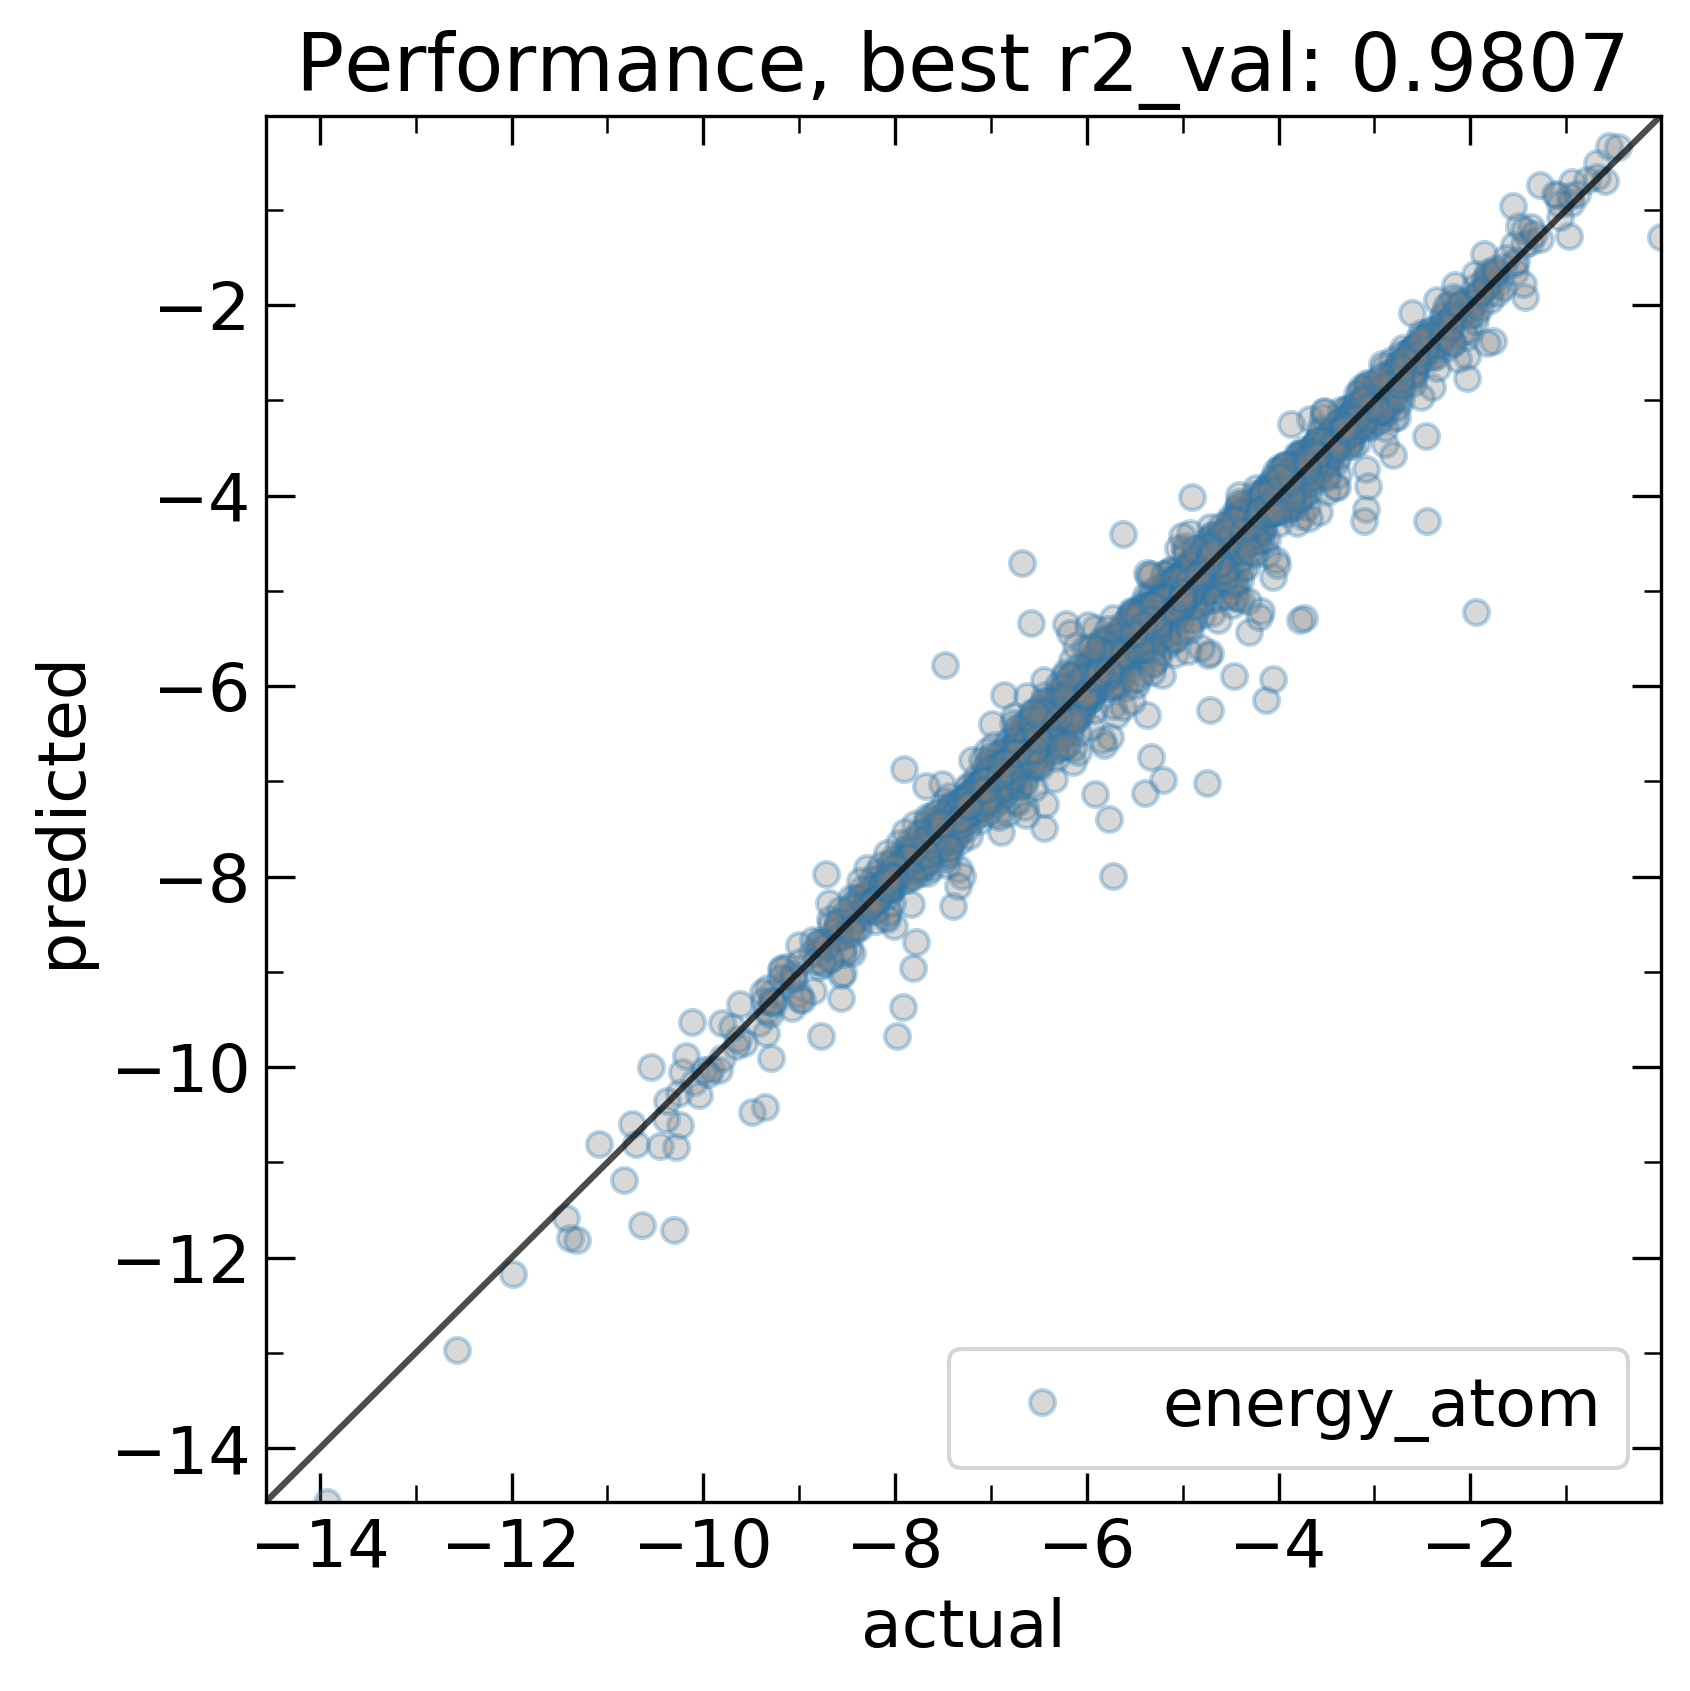 Performance, best r2_val: 0.9807
predicted
−2
−4
−6
−8
−10
−12
−14
energy_atom
−14 −12 −10 −8 −6 −4 −2
actual